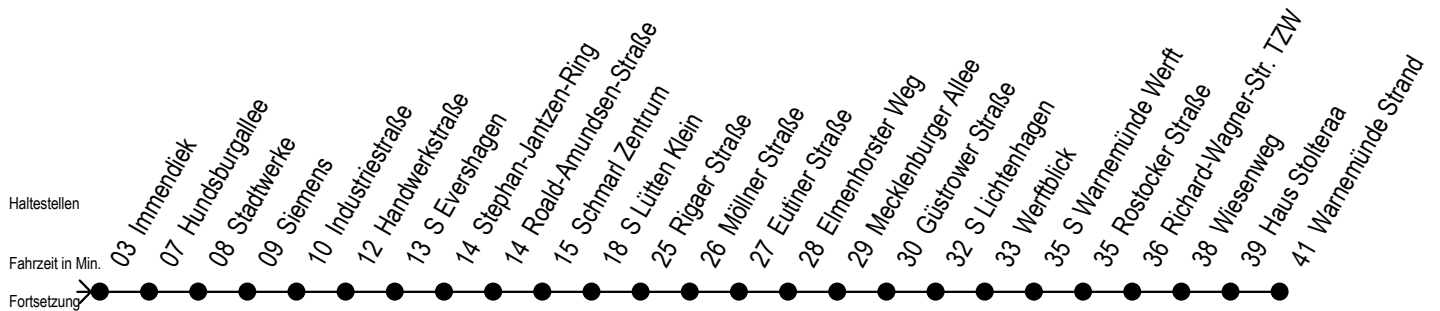 Haltestellen
Fahrzeit in Min.
Fortsetzung
03 Immendiek
07 Hundsburgallee
08 Stadtwerke
09 Siemens
10 Industriestraße
12 Handwerkstraße
13 S Evershagen
14 Stephan-Jantzen-Ring
14 Roald-Amundsen-Straße
15 Schmarl Zentrum
18 S Lütten Klein
25 Rigaer Straße
26 Möllner Straße
27 Eutiner Straße
28 Elmenhorster Weg
29 Mecklenburger Allee
30 Güstrower Straße
32 S Lichtenhagen
33 Werftblick
35 S Warnemünde Werft
35 Rostocker Straße
36 Richard-Wagner-Str. TZW
38 Wiesenweg
39 Haus Stolteraa
41 Warnemünde Strand